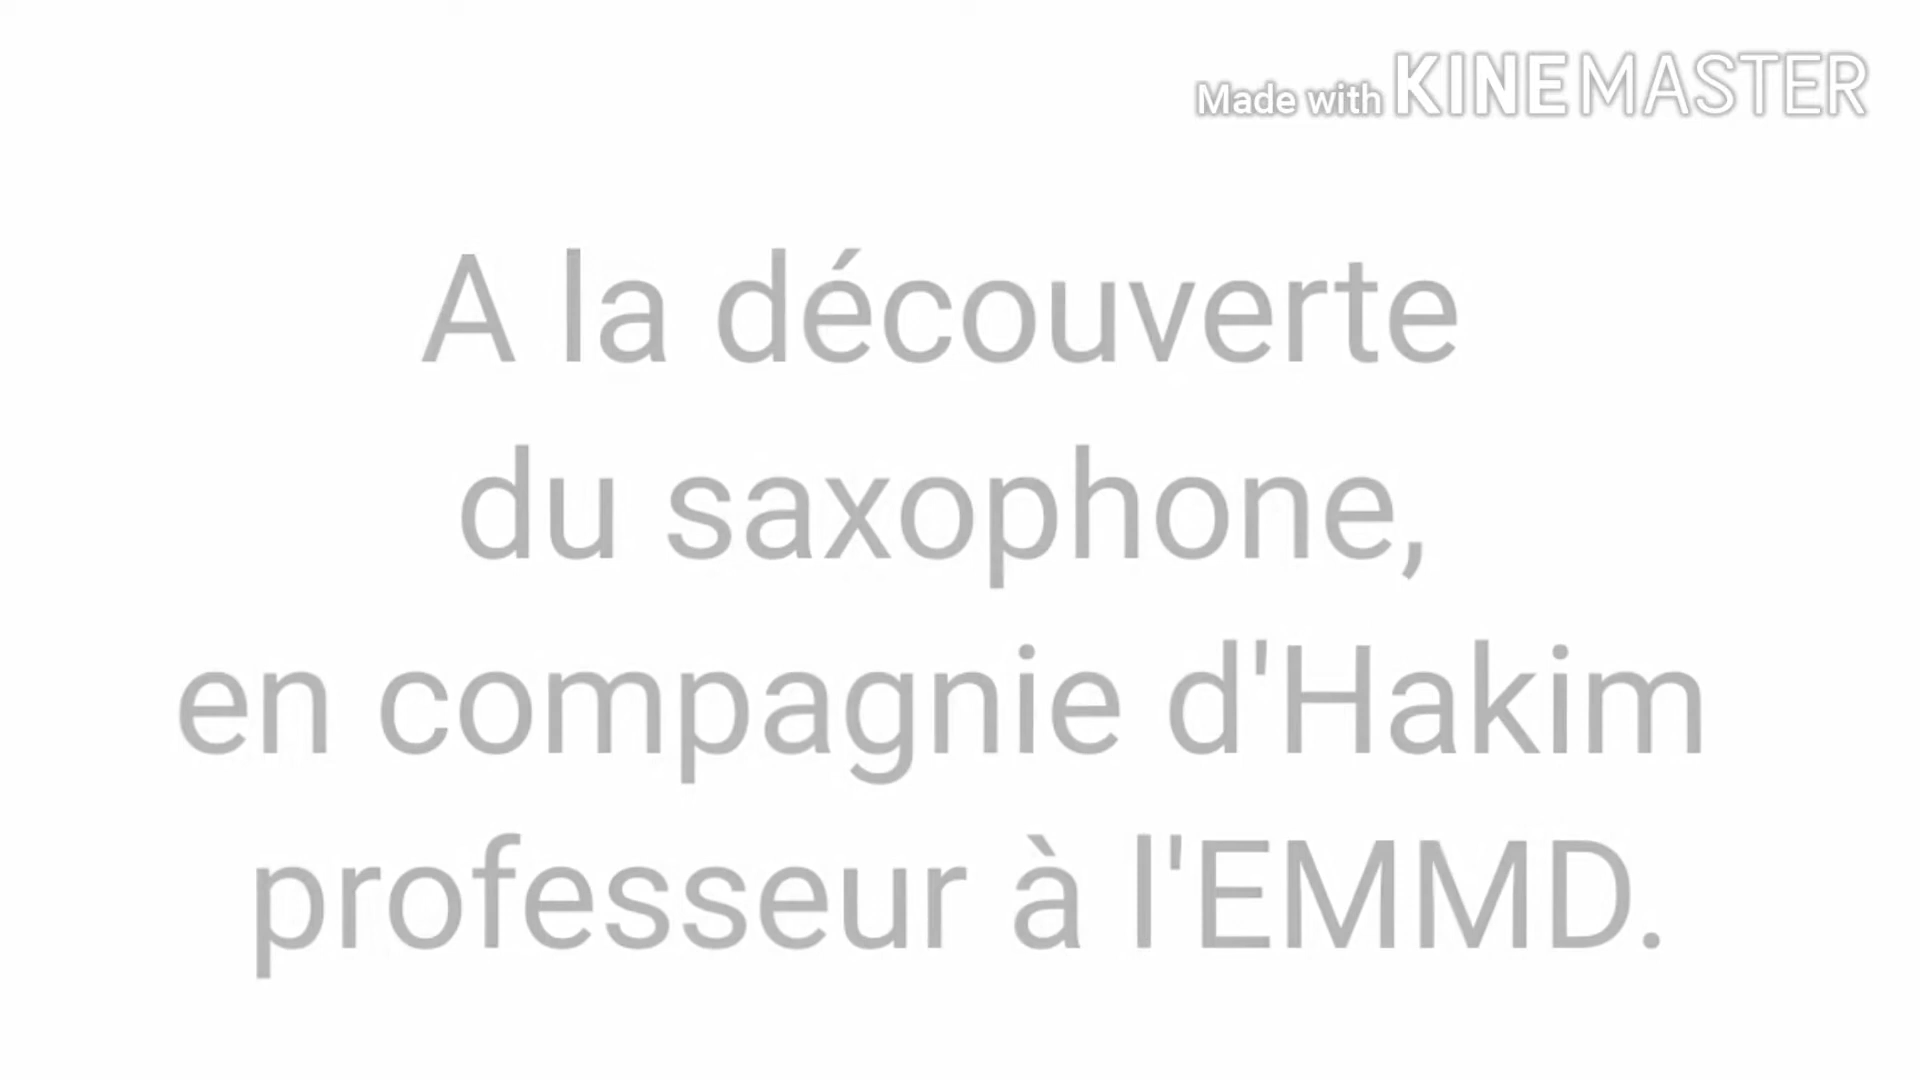 Made with KINEMASTER
A la découverte
du saxophone,
en compagnie d'Hakim
professeur à l'EMMD.